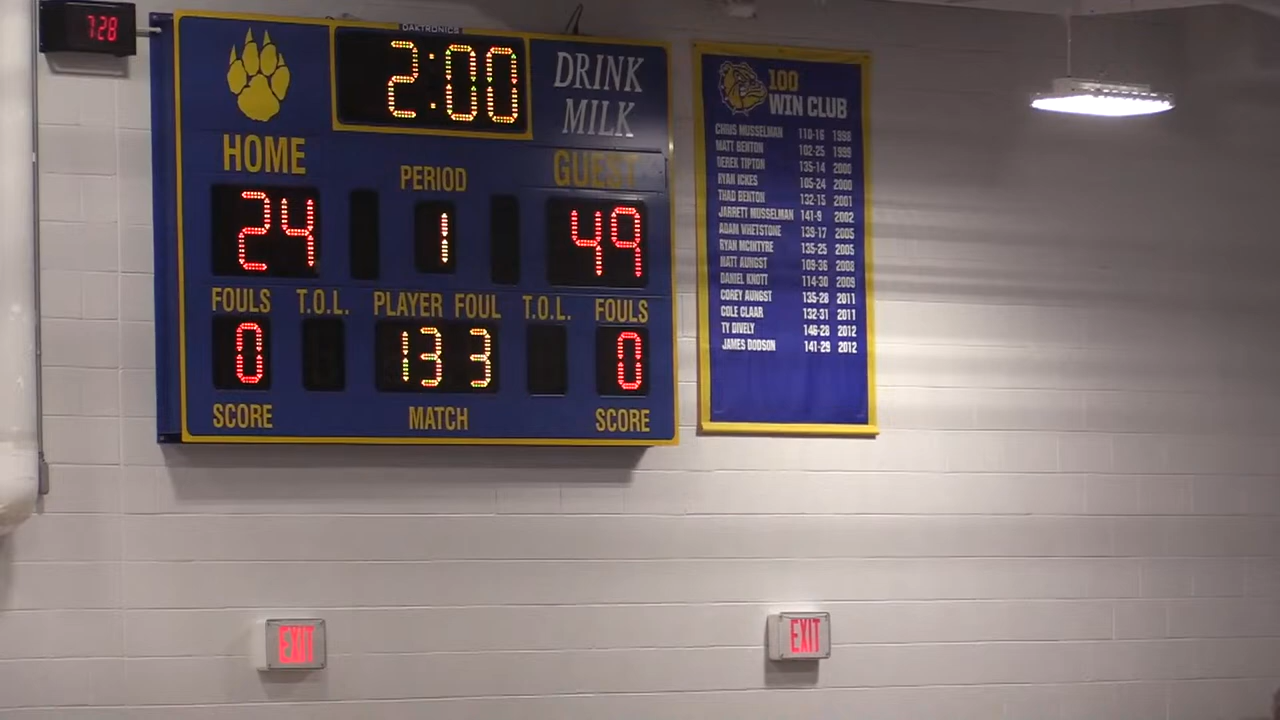 7:28
DAKTRONICS
2:00
DRINK
MILK
HOME
PERIOD
GUEST
24
1
49
FOULS T.O.L. PLAYER FOUL T.O.L. FOULS
0
133
0
SCORE
MATCH
SCORE
100
WIN CLUB
CHRIS MUSSELMAN 110-16 1998
MATT BENTON 102-25 1999
DEREK TIPTON 135-14 2000
RYAN ICKES 105-24 2000
THAD BENTON 132-15 2001
JARRETT MUSSELMAN 141-9 2002
ADAM WHETSTONE 139-17 2005
RYAN MCINTYRE 135-25 2005
MATT AUNGST 109-36 2008
DANIEL KNOTT 114-30 2009
COREY AUNGST 135-28 2011
COLE CLAAR 132-31 2011
TY DIVELY 146-28 2012
JAMES DODSON 141-29 2012
EXIT
EXIT